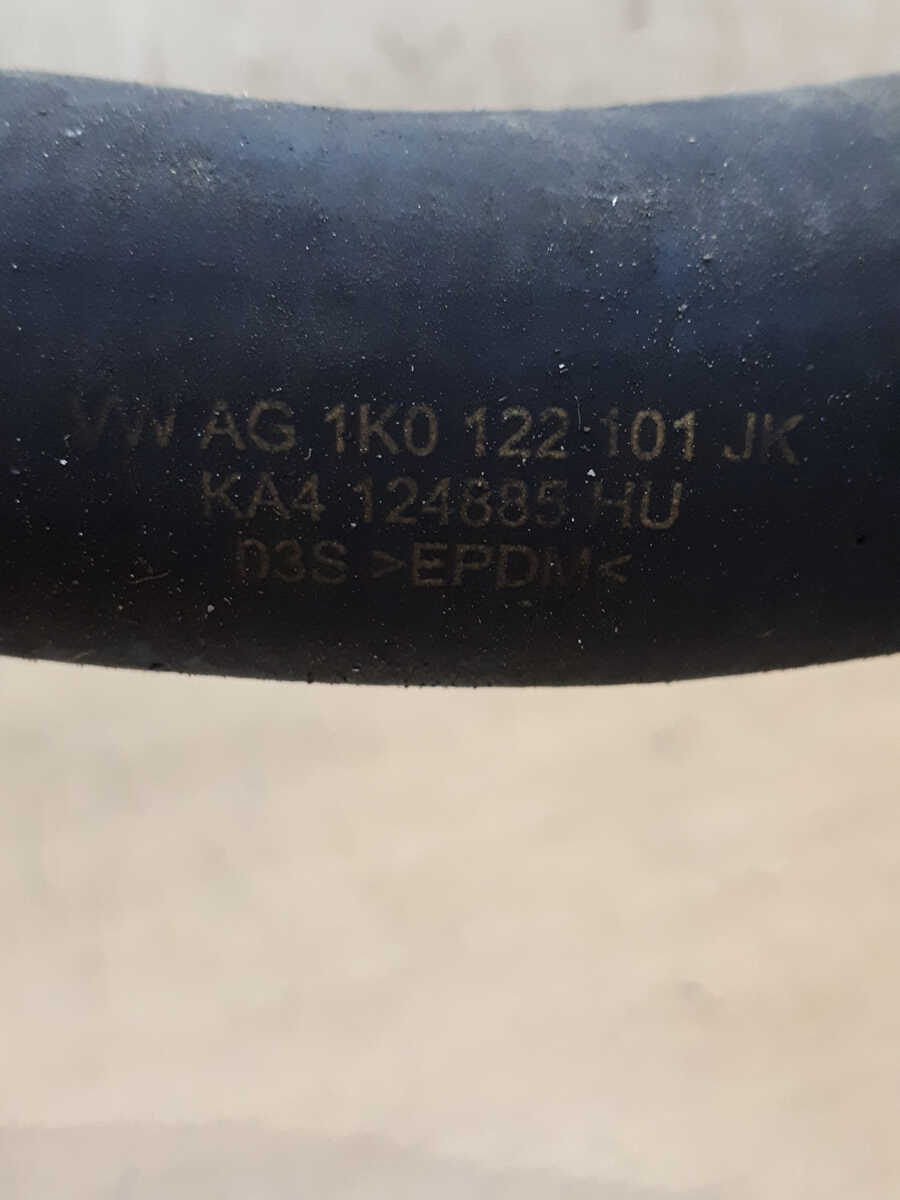 VW AG 1K0 122 101 JK
KA4 124885 HU
03S >EPDM<